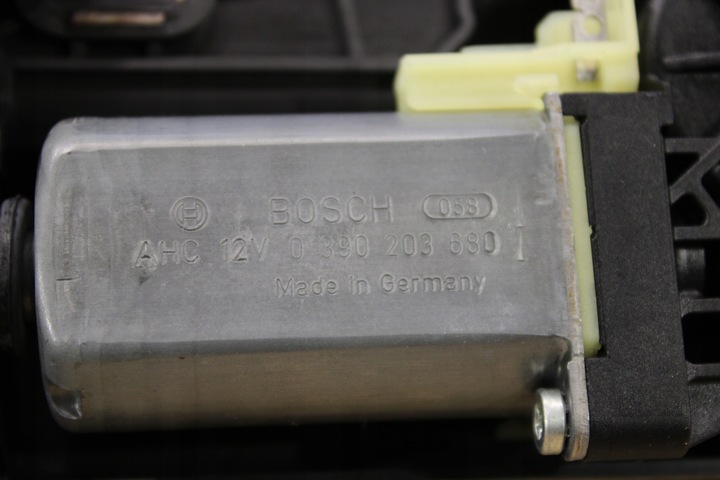 BOSCH 058
AHC 12V 0 390 203 680 I
Made in Germany